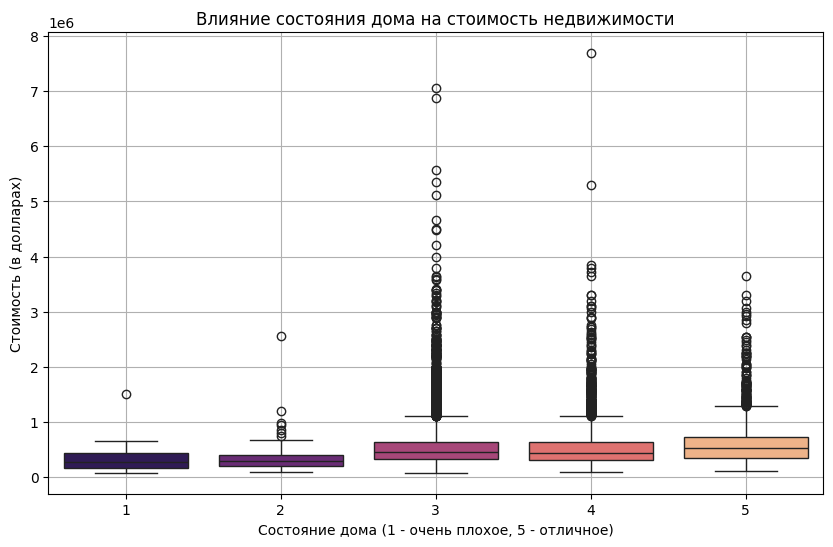 Влияние состояния дома на стоимость недвижимости
1e6
8
7
6
5
4
3
2
1
0
Стоимость (в долларах)
1 2 3 4 5
Состояние дома (1 - очень плохое, 5 - отличное)